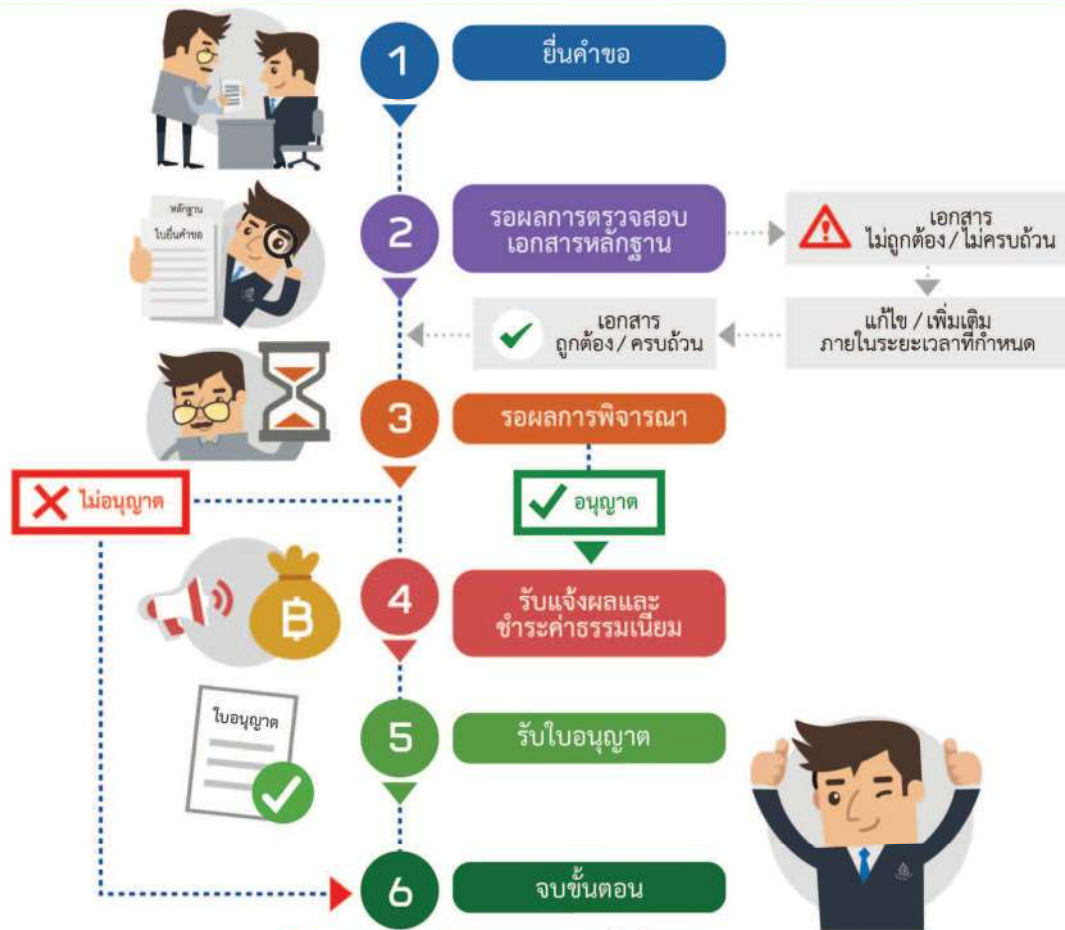 1
ยื่นคำขอ
หลักฐาน
ใบยื่นคำขอ
2
รอผลการตรวจสอบ
เอกสารหลักฐาน
เอกสาร
ไม่ถูกต้อง / ไม่ครบถ้วน
แก้ไข / เพิ่มเติม
ภายในระยะเวลาที่กำหนด
เอกสาร
ถูกต้อง / ครบถ้วน
3
รอผลการพิจารณา
ไม่อนุญาต
อนุญาต
฿
4
รับแจ้งผลและ
ชำระค่าธรรมเนียม
ใบอนุญาต
5
รับใบอนุญาต
6
จบขั้นตอน